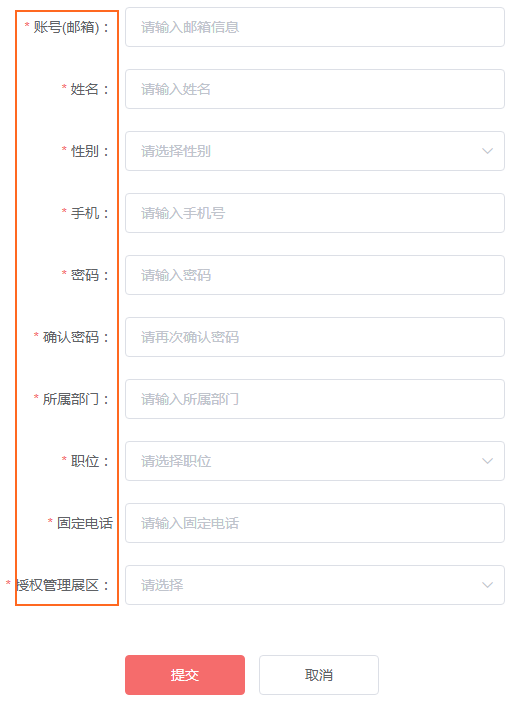 * 账号(邮箱)： 请输入邮箱信息
* 姓名： 请输入姓名
* 性别： 请选择性别
* 手机： 请输入手机号
* 密码： 请输入密码
* 确认密码： 请再次确认密码
* 所属部门： 请输入所属部门
* 职位： 请选择职位
* 固定电话 请输入固定电话
* 授权管理展区： 请选择
提交 取消